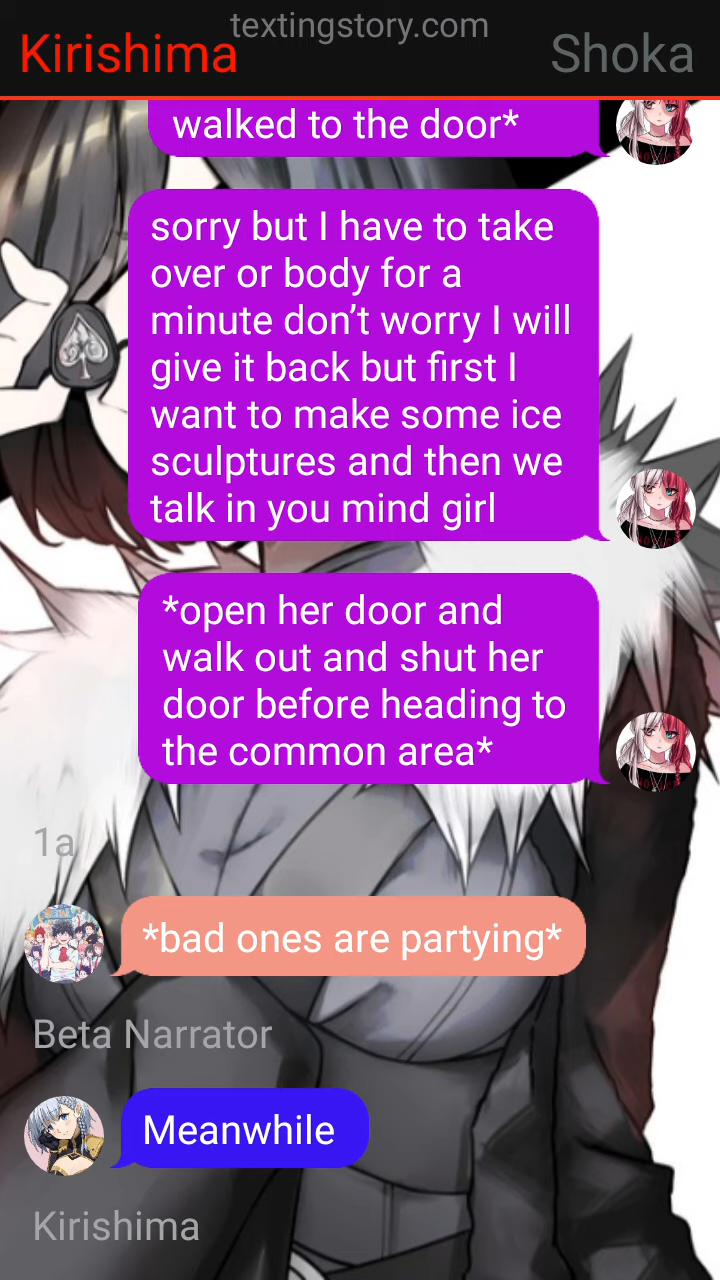 textingstory.com
Kirishima
Shoka
walked to the door*
sorry but I have to take
over or body for a
minute don’t worry I will
give it back but first I
want to make some ice
sculptures and then we
talk in you mind girl
*open her door and
walk out and shut her
door before heading to
the common area*
1a
*bad ones are partying*
Beta Narrator
Meanwhile
Kirishima